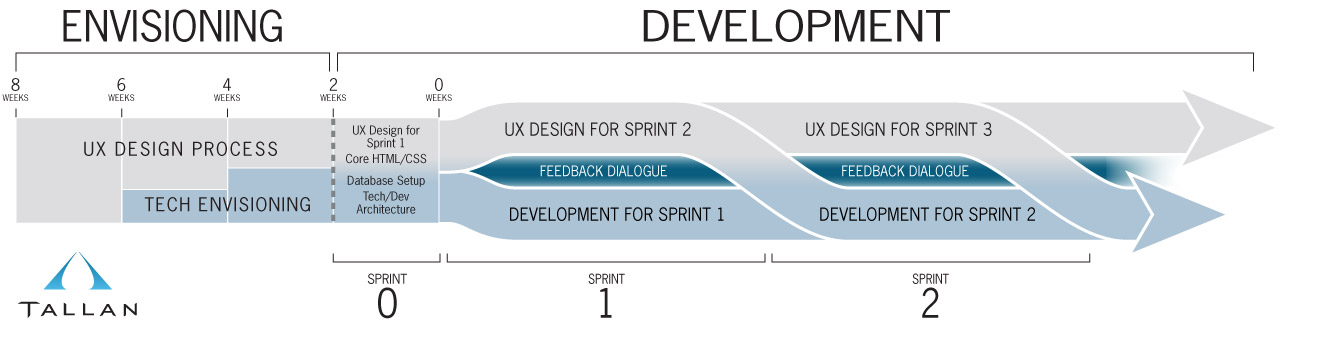 ENVISIONING
DEVELOPMENT
8
WEEKS
6
WEEKS
4
WEEKS
2
WEEKS
0
WEEKS
UX DESIGN PROCESS
TECH ENVISIONING
UX Design for
Sprint 1
Core HTML/CSS
Database Setup
Tech/Dev
Architecture
UX DESIGN FOR SPRINT 2
FEEDBACK DIALOGUE
DEVELOPMENT FOR SPRINT 1
UX DESIGN FOR SPRINT 3
FEEDBACK DIALOGUE
DEVELOPMENT FOR SPRINT 2
SPRINT
0
SPRINT
1
SPRINT
2
TALLAN